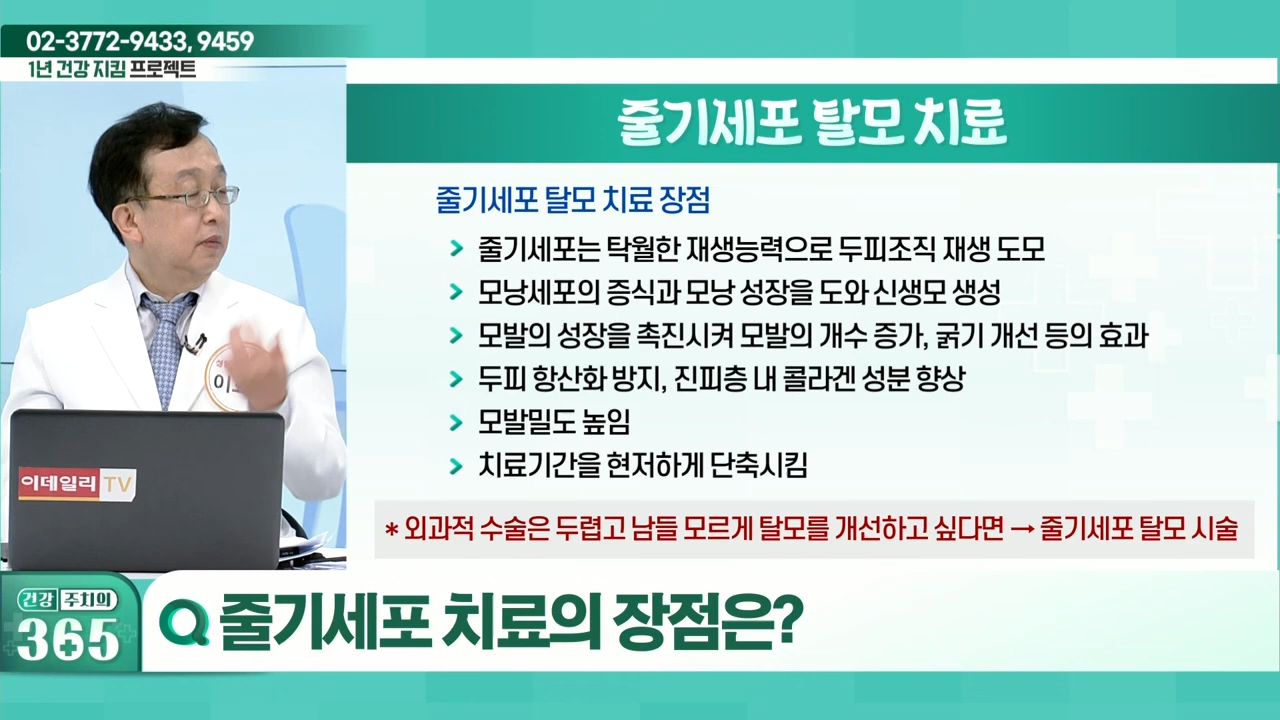 02-3772-9433, 9459
1년 건강 지킴 프로젝트
줄기세포 탈모 치료
줄기세포 탈모 치료 장점
줄기세포는 탁월한 재생능력으로 두피조직 재생 도모
모낭세포의 증식과 모낭 성장을 도와 신생모 생성
모발의 성장을 촉진시켜 모발의 개수 증가, 굵기 개선 등의 효과
두피 항산화 방지, 진피층 내 콜라겐 성분 향상
모발밀도 높임
치료기간을 현저하게 단축시킴
* 외과적 수술은 두렵고 남들 모르게 탈모를 개선하고 싶다면 → 줄기세포 탈모 시술
이데일리 TV
건강 주치의
365
Q 줄기세포 치료의 장점은?